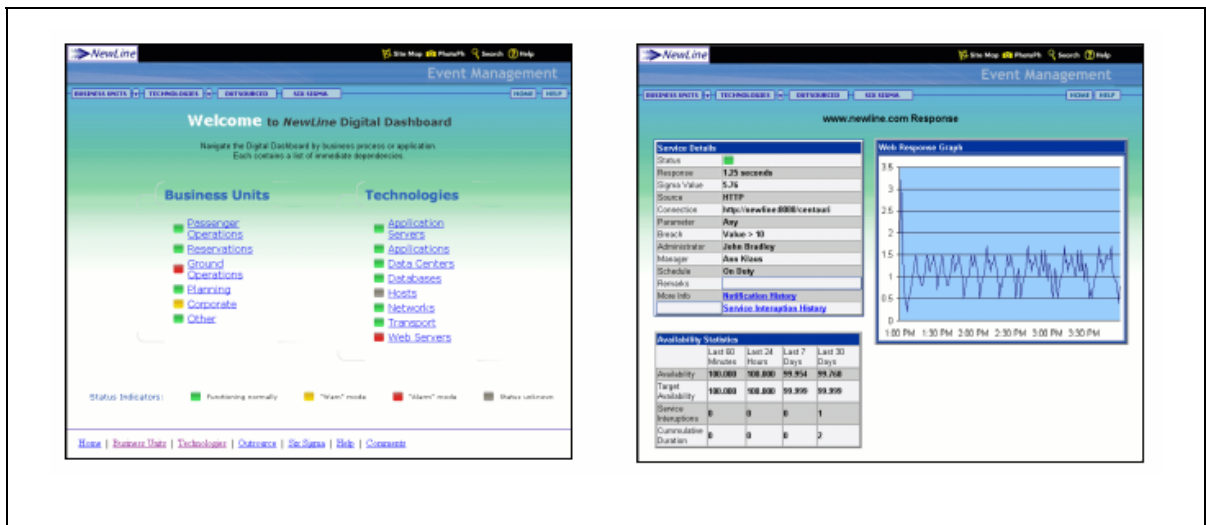 NewLine
Site Map PhonePh Search Help
Event Management
BUSINESS UNITS TECHNOLOGIES OUTSOURCED SIX SIGMA HOME HELP
Welcome to NewLine Digital Dashboard
Navigate the Digital Dashboard by business process or application.
Each contains a list of immediate dependencies.
Business Units
Passenger
Operations
Reservations
Ground
Operations
Planning
Corporate
Other
Technologies
Application
Servers
Applications
Data Centers
Databases
Hosts
Networks
Transport
Web Servers
Status Indicators: Functioning normally "Warn" mode "Alarm" mode Status unknown
Home | Business Units | Technologies | Outsource | Six Sigma | Help | Comments
NewLine
Site Map PhonePh Search Help
Event Management
BUSINESS UNITS TECHNOLOGIES OUTSOURCED SIX SIGMA HOME HELP
www.newline.com Response
Service Details
Status
Response 1.25 seconds
Sigma Value 5.76
Source HTTP
Connection http://newline:8080/centauri
Parameter Any
Breach Value > 10
Administrator John Bradley
Manager Ann Klaus
Schedule On Duty
Remarks
More Info Notification History
Service Interuption History
Availability Statistics
Last 60 Minutes Last 24 Hours Last 7 Days Last 30 Days
Availability 100.000 100.000 99.954 99.768
Target Availability 100.000 100.000 99.999 99.999
Service Interuptions 0 0 0 1
Cummulative Duration 0 0 0 2
Web Response Graph
3.5
3
2.5
2
1.5
1
0.5
0
1:00 PM 1:30 PM 2:00 PM 2:30 PM 3:00 PM 3:30 PM